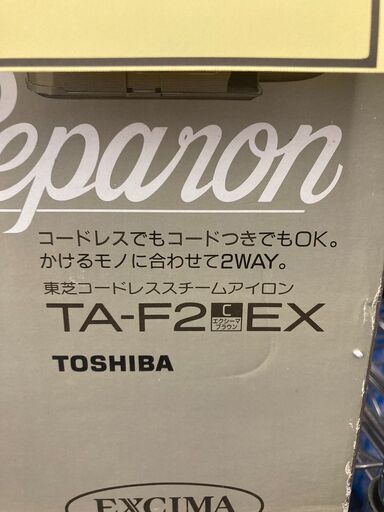 Separon
コードレスでもコードつきでもOK。
かけるモノに合わせて2WAY。
東芝コードレススチームアイロン
TA-F2 C エクシーマブラウン EX
TOSHIBA
EXCIMA